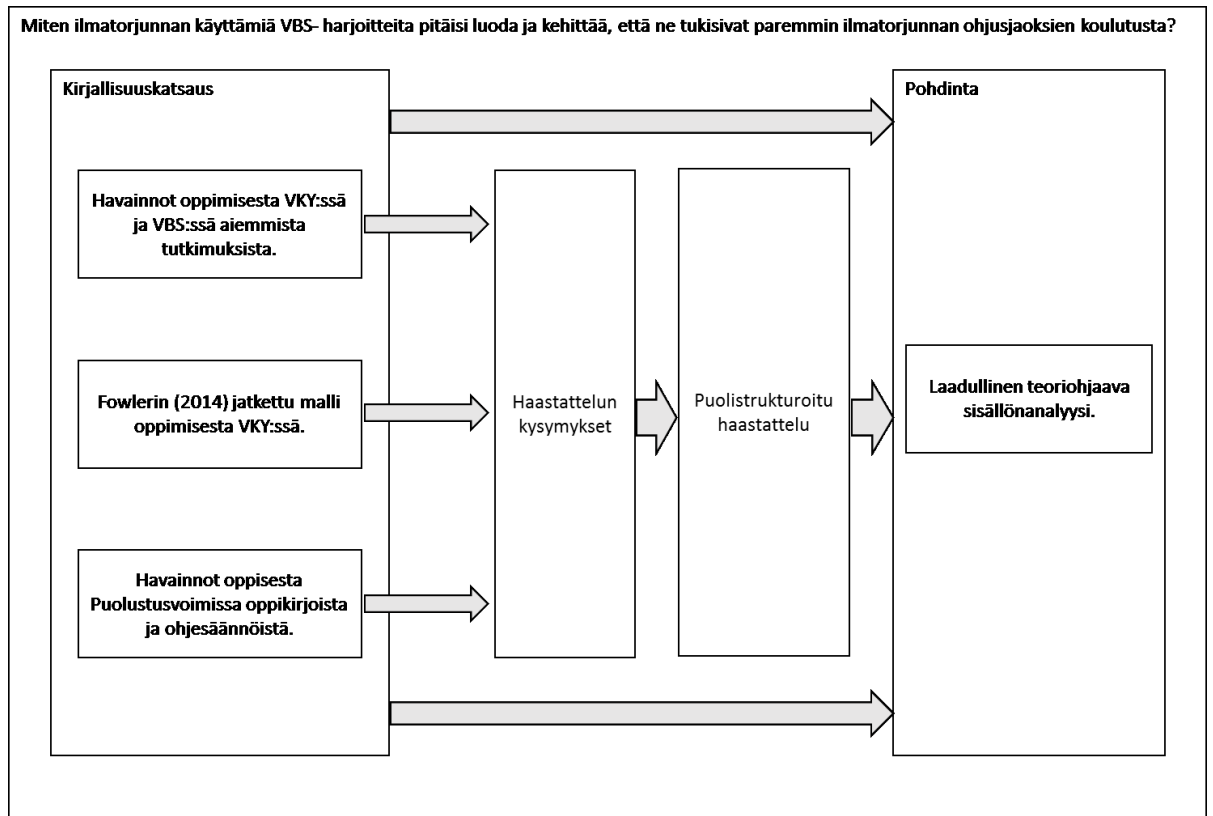 Miten ilmatorjunnan käyttämiä VBS- harjoitteita pitäisi luoda ja kehittää, että ne tukisivat paremmin ilmatorjunnan ohjusjaoksien koulutusta?
Kirjallisuuskatsaus
Havainnot oppimisesta VKY:ssä
ja VBS:ssä aiemmista
tutkimuksista.
Fowlerin (2014) jatkettu malli
oppimisesta VKY:ssä.
Havainnot oppisesta
Puolustusvoimissa oppikirjoista
ja ohjesäännöistä.
Haastattelun
kysymykset
Puolistrukturoitu
haastattelu
Pohdinta
Laadullinen teoriohjaava
sisällönanalyysi.